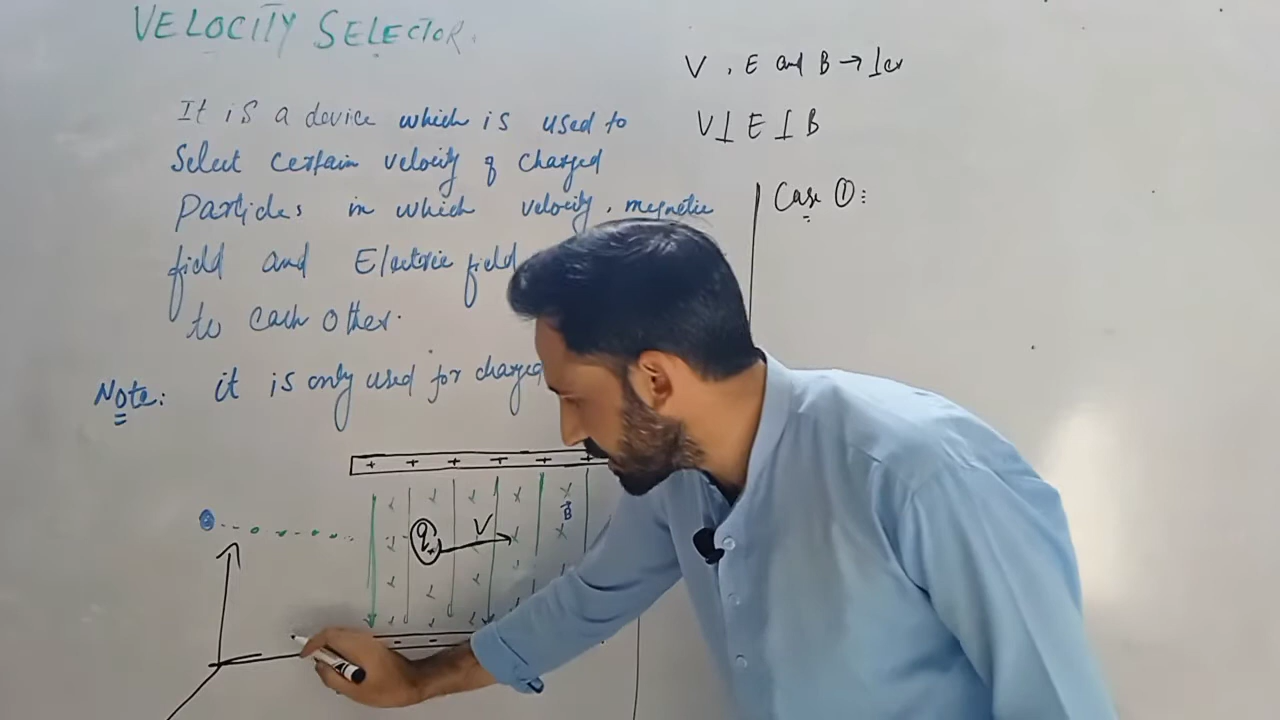 VELOCITY SELECTOR.
It is a device which is used to
Select certain velocity of charged
Particles in which velocity, magnetic
field and Electric field
to each other.
Note: it is only used for charged
V, E and B → ⊥er
V ⊥ E ⊥ B
Case ①:
+ + + + + +
q+ V
B
- -